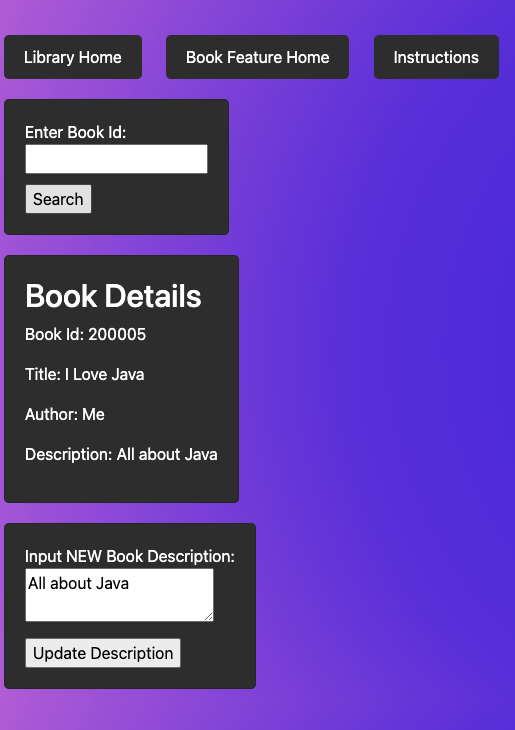 Library Home Book Feature Home Instructions
Enter Book Id:
Search
Book Details
Book Id: 200005
Title: I Love Java
Author: Me
Description: All about Java
Input NEW Book Description:
All about Java
Update Description